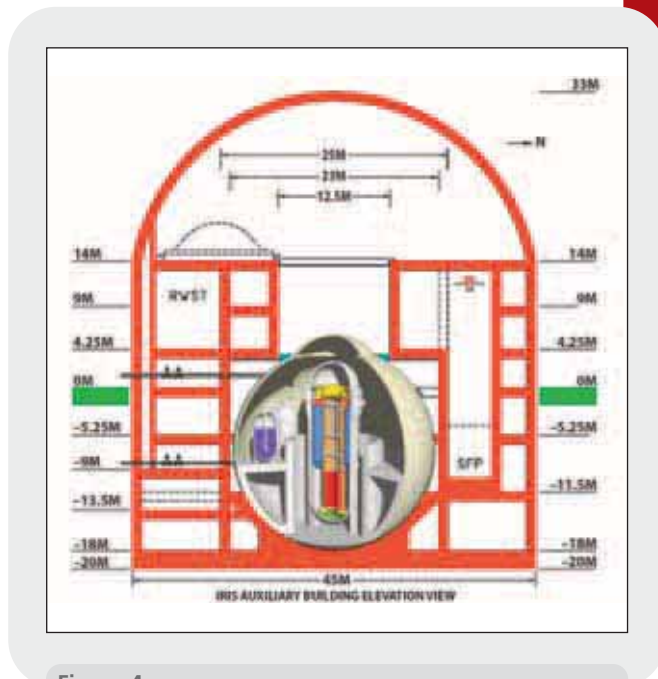 33M
N
25M
23M
12.5M
14M 14M
RWST
9M 9M
4.25M 4.25M
AA
0M 0M
-5.25M -5.25M
AA SFP
-9M
-11.5M
-13.5M
-18M -18M
-20M -20M
45M
IRIS AUXILIARY BUILDING ELEVATION VIEW